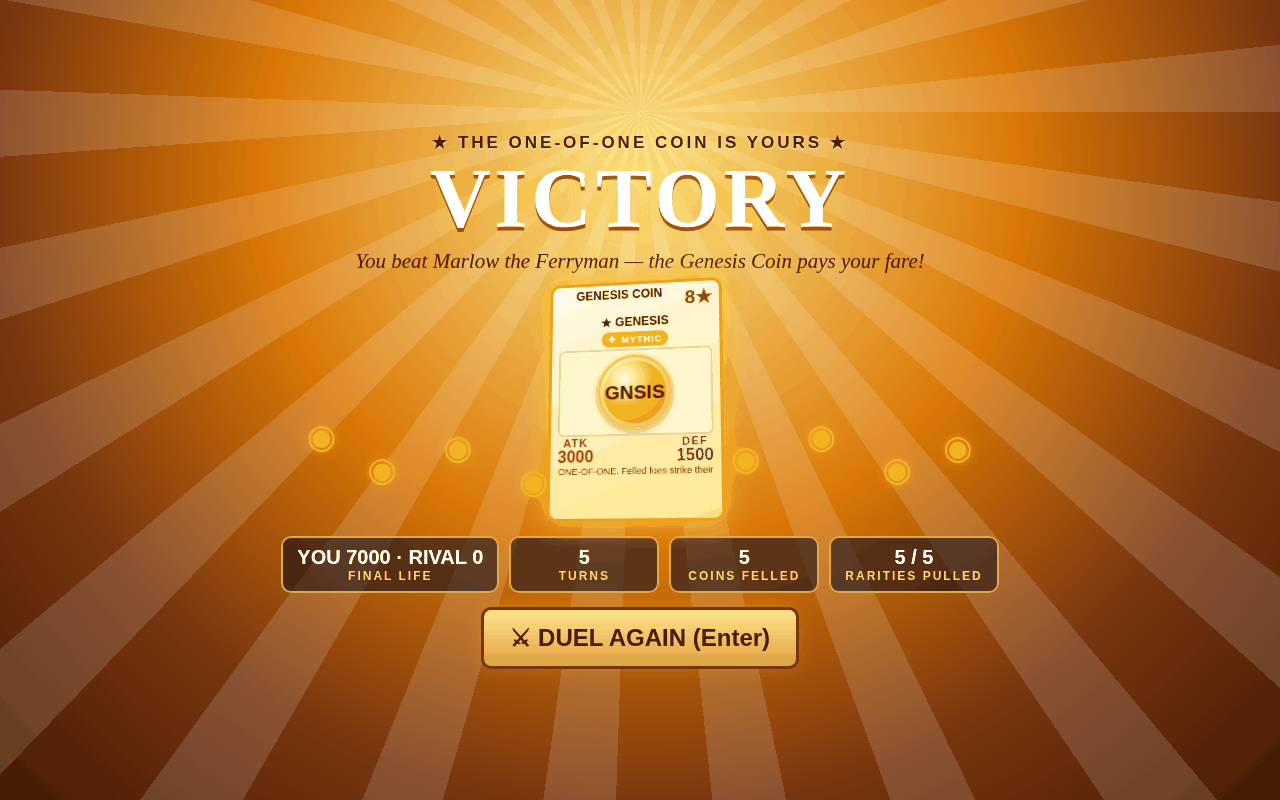 ★ THE ONE-OF-ONE COIN IS YOURS ★
VICTORY
You beat Marlow the Ferryman — the Genesis Coin pays your fare!
GENESIS COIN 8★
★ GENESIS
✦ MYTHIC
GNSIS
ATK DEF
3000 1500
ONE-OF-ONE. Felled foes strike their
YOU 7000 · RIVAL 0
FINAL LIFE
5
TURNS
5
COINS FELLED
5 / 5
RARITIES PULLED
⚔ DUEL AGAIN (Enter)